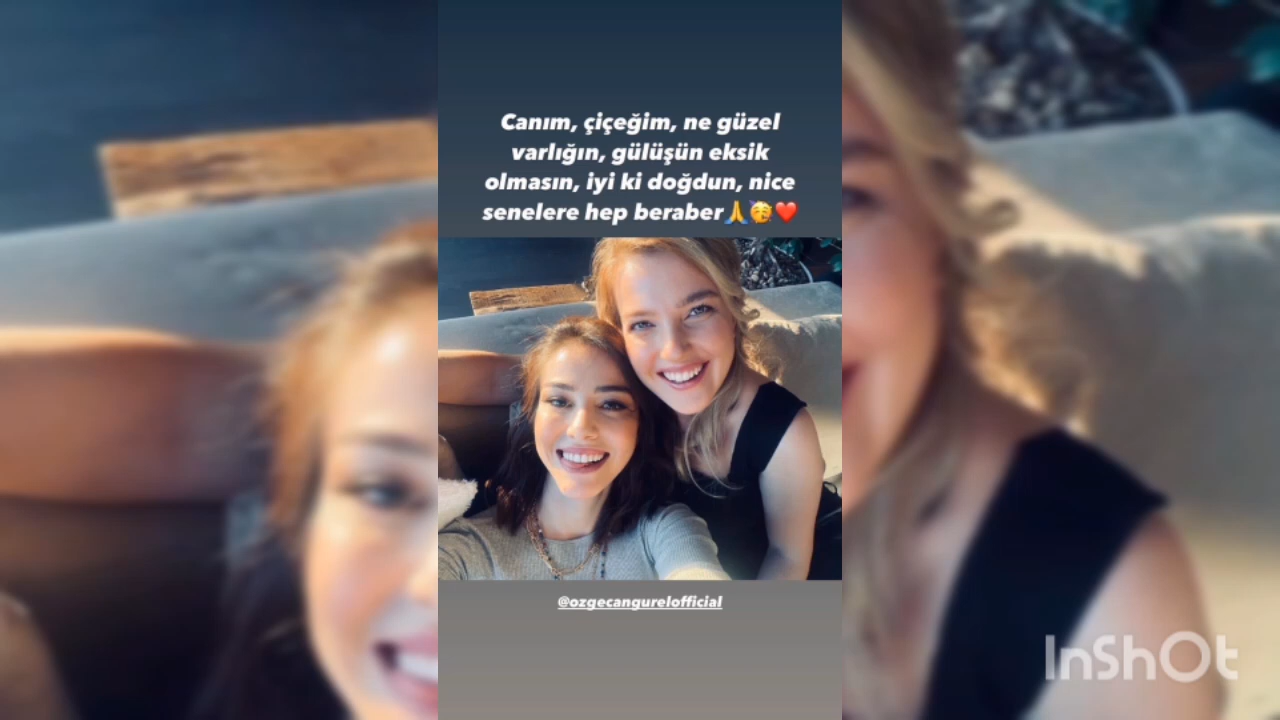 Canım, çiçeğim, ne güzel
varlığın, gülüşün eksik
olmasın, iyi ki doğdun, nice
senelere hep beraber🙏🥳❤️
@ozgecangurelofficial
InShOt